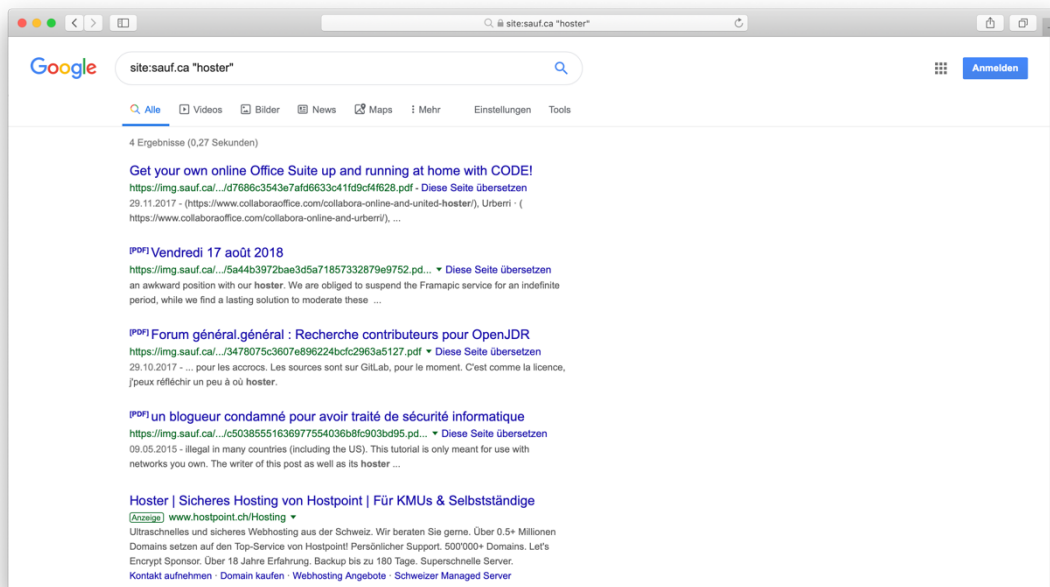 site:sauf.ca "hoster"
Google
site:sauf.ca "hoster"
Anmelden
Alle Videos Bilder News Maps Mehr Einstellungen Tools
4 Ergebnisse (0,27 Sekunden)
Get your own online Office Suite up and running at home with CODE!
https://img.sauf.ca/.../d7686c3543e7afd6633c41fd9cf4f628.pdf - Diese Seite übersetzen
29.11.2017 - (https://www.collaboraoffice.com/collabora-online-and-united-hoster/), Urberri · (
https://www.collaboraoffice.com/collabora-online-and-urberri/), ...
[PDF] Vendredi 17 août 2018
https://img.sauf.ca/.../5a44b3972bae3d5a71857332879e9752.pd... ▼ Diese Seite übersetzen
an awkward position with our hoster. We are obliged to suspend the Framapic service for an indefinite
period, while we find a lasting solution to moderate these ...
[PDF] Forum général.général : Recherche contributeurs pour OpenJDR
https://img.sauf.ca/.../3478075c3607e896224bcfc2963a5127.pdf ▼ Diese Seite übersetzen
29.10.2017 - ... pour les accrocs. Les sources sont sur GitLab, pour le moment. C'est comme la licence,
j'peux réfléchir un peu à où hoster.
[PDF] un blogueur condamné pour avoir traité de sécurité informatique
https://img.sauf.ca/.../c50385551636977554036b8fc903bd95.pd... ▼ Diese Seite übersetzen
09.05.2015 - illegal in many countries (including the US). This tutorial is only meant for use with
networks you own. The writer of this post as well as its hoster ...
Hoster | Sicheres Hosting von Hostpoint | Für KMUs & Selbstständige
Anzeige www.hostpoint.ch/Hosting ▼
Ultraschnelles und sicheres Webhosting aus der Schweiz. Wir beraten Sie gerne. Über 0.5+ Millionen
Domains setzen auf den Top-Service von Hostpoint! Persönlicher Support. 500'000+ Domains. Let's
Encrypt Sponsor. Über 18 Jahre Erfahrung. Backup bis zu 180 Tage. Superschnelle Server.
Kontakt aufnehmen · Domain kaufen · Webhosting Angebote · Schweizer Managed Server